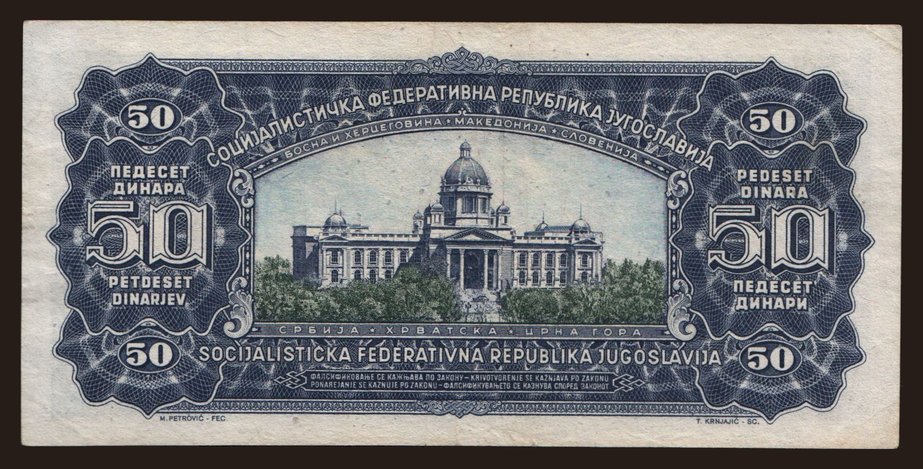 СОЦИЈАЛИСТИЧКА ФЕДЕРАТИВНА РЕПУБЛИКА ЈУГОСЛАВИЈА
БОСНА И ХЕРЦЕГОВИНА ★ МАКЕДОНИЈА ★ СЛОВЕНИЈА
50
50
ПЕДЕСЕТ
ДИНАРА
50
PETDESET
DINARJEV
PEDESET
DINARA
50
ПЕДЕСЕТ
ДИНАРИ
СРБИЈА ★ ХРВАТСКА ★ ЦРНА ГОРА
50
SOCIJALISTIČKA FEDERATIVNA REPUBLIKA JUGOSLAVIJA
50
ФАЛСИФИКОВАЊЕ СЕ КАЖЊАВА ПО ЗАКОНУ – KRIVOTVORENJE SE KAŽNJAVA PO ZAKONU
PONAREJANJE SE KAZNUJE PO ZAKONU – ФАЛСИФИКУВАЊЕТО СЕ КАЗНУВА СПОРЕД ЗАКОНОТ
M. PETROVIĆ - FEC.
T. KRNJAJIĆ - SC.